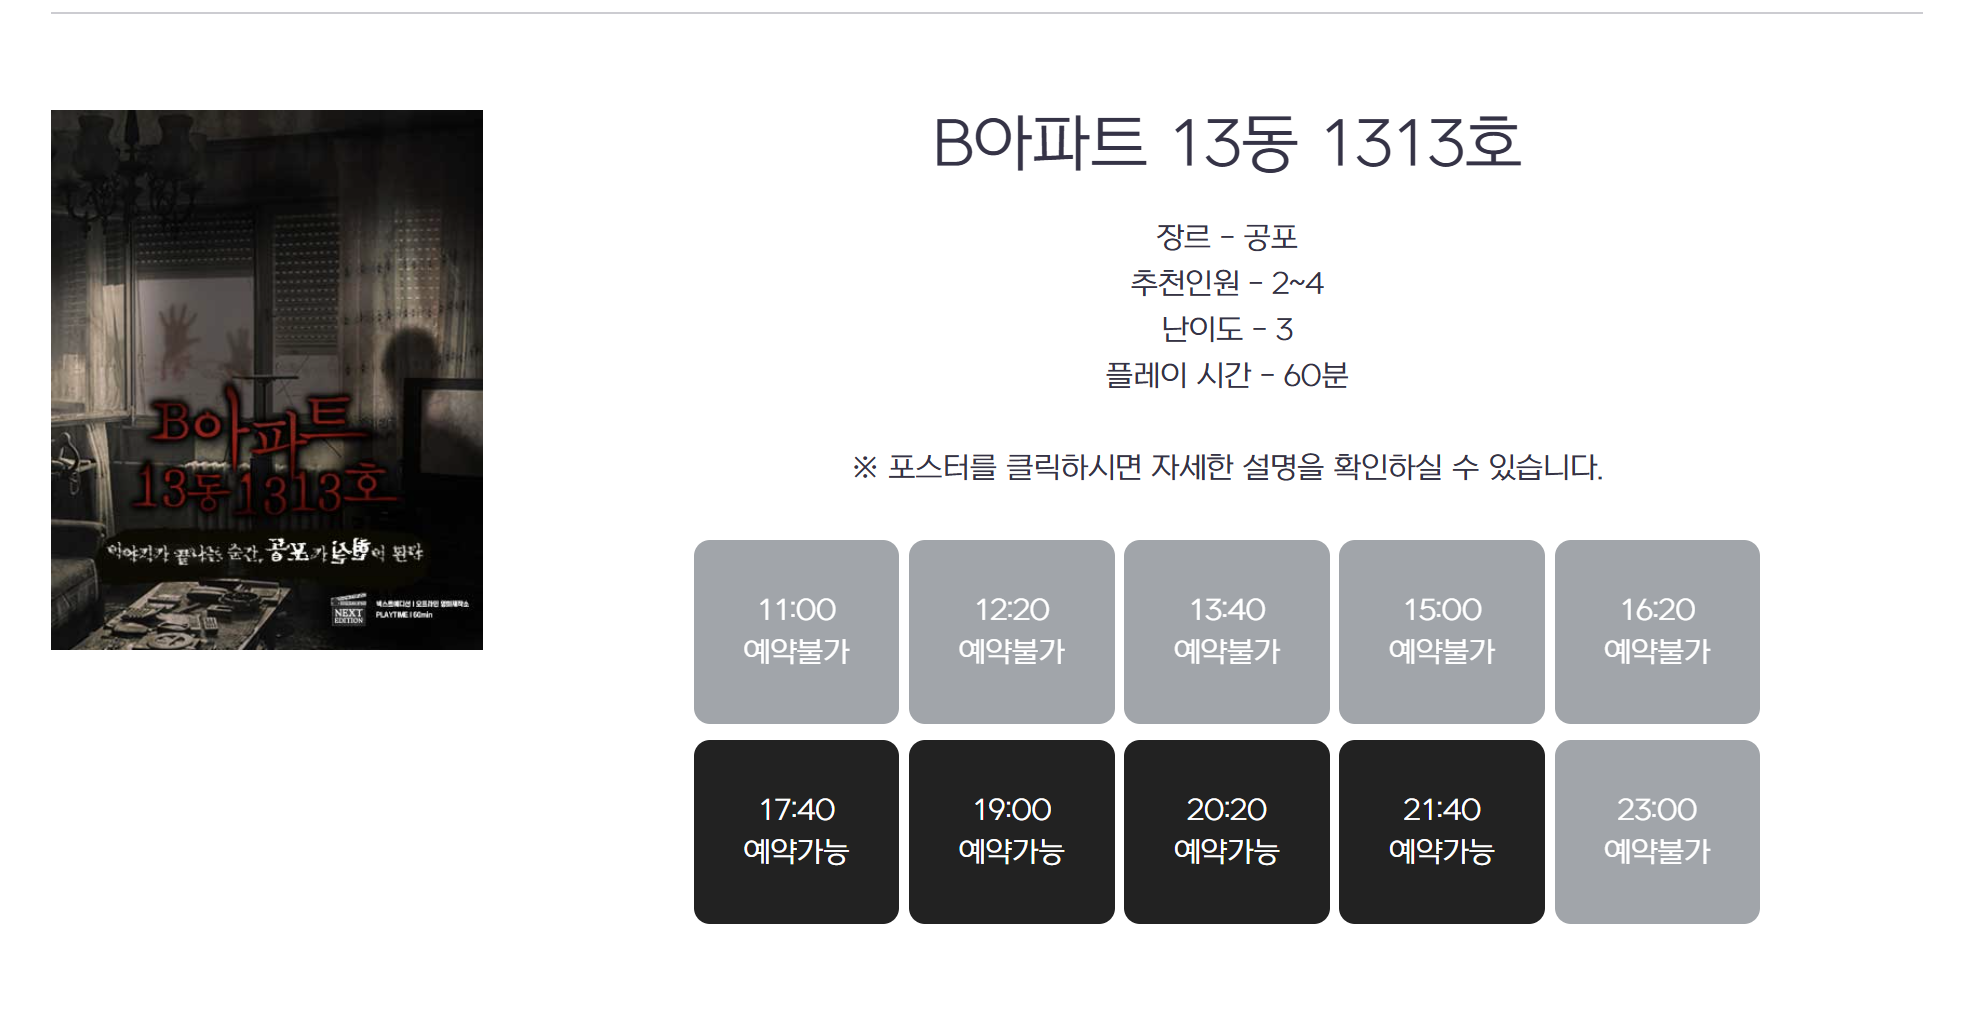 B아파트
13동1313호
이야기가 끝나는 순간, 공포가 현실이 된다
NEXT
EDITION
넥스트에디션 | 오프라인 영화제작소
PLAYTIME | 60min
B아파트 13동 1313호
장르 - 공포
추천인원 - 2~4
난이도 - 3
플레이 시간 - 60분
※ 포스터를 클릭하시면 자세한 설명을 확인하실 수 있습니다.
11:00
예약불가
12:20
예약불가
13:40
예약불가
15:00
예약불가
16:20
예약불가
17:40
예약가능
19:00
예약가능
20:20
예약가능
21:40
예약가능
23:00
예약불가